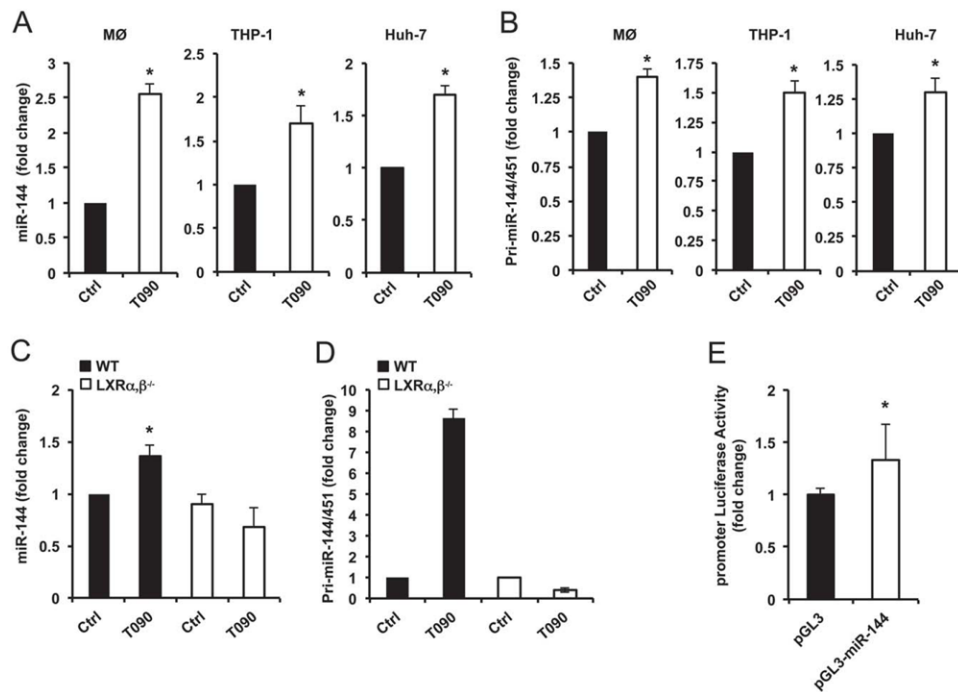 A
MØ
THP-1
Huh-7
miR-144 (fold change)
3
2.5
2
1.5
1
0.5
*
Ctrl
T090
2.5
2
1.5
1
0.5
0
*
Ctrl
T090
2
1.5
1
0.5
0
*
Ctrl
T090
B
MØ
THP-1
Huh-7
Pri-miR-144/451 (fold change)
1.5
1.25
1
0.75
0.5
0.25
0
*
Ctrl
T090
1.75
1.5
1.25
1
0.75
0.5
0.25
0
*
Ctrl
T090
1.5
1.25
1
0.75
0.5
0.25
0
*
Ctrl
T090
C
WT
LXRα,β-/-
miR-144 (fold change)
2
1.5
1
0.5
0
*
Ctrl
T090
Ctrl
T090
D
WT
LXRα,β-/-
Pri-miR-144/451 (fold change)
10
9
8
7
6
5
4
3
2
1
0
Ctrl
T090
Ctrl
T090
E
promoter Luciferase Activity
(fold change)
2
1.5
1
0.5
0
*
pGL3
pGL3-miR-144